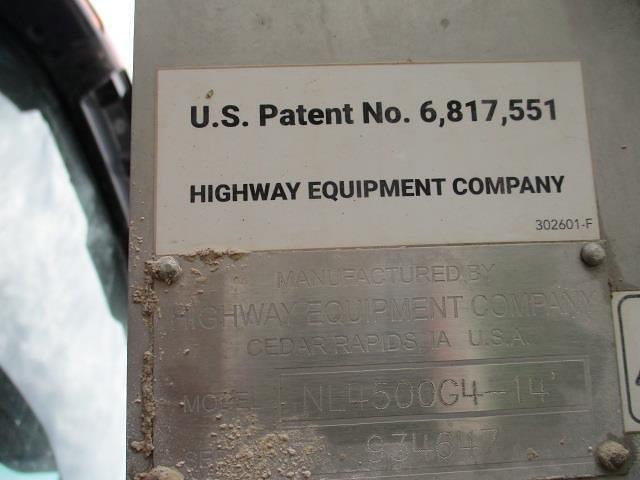 U.S. Patent No. 6,817,551
HIGHWAY EQUIPMENT COMPANY
302601-F
MANUFACTURED BY
HIGHWAY EQUIPMENT COMPANY
CEDAR RAPIDS, IA U.S.A.
MODEL NL4500G4-14'
934647